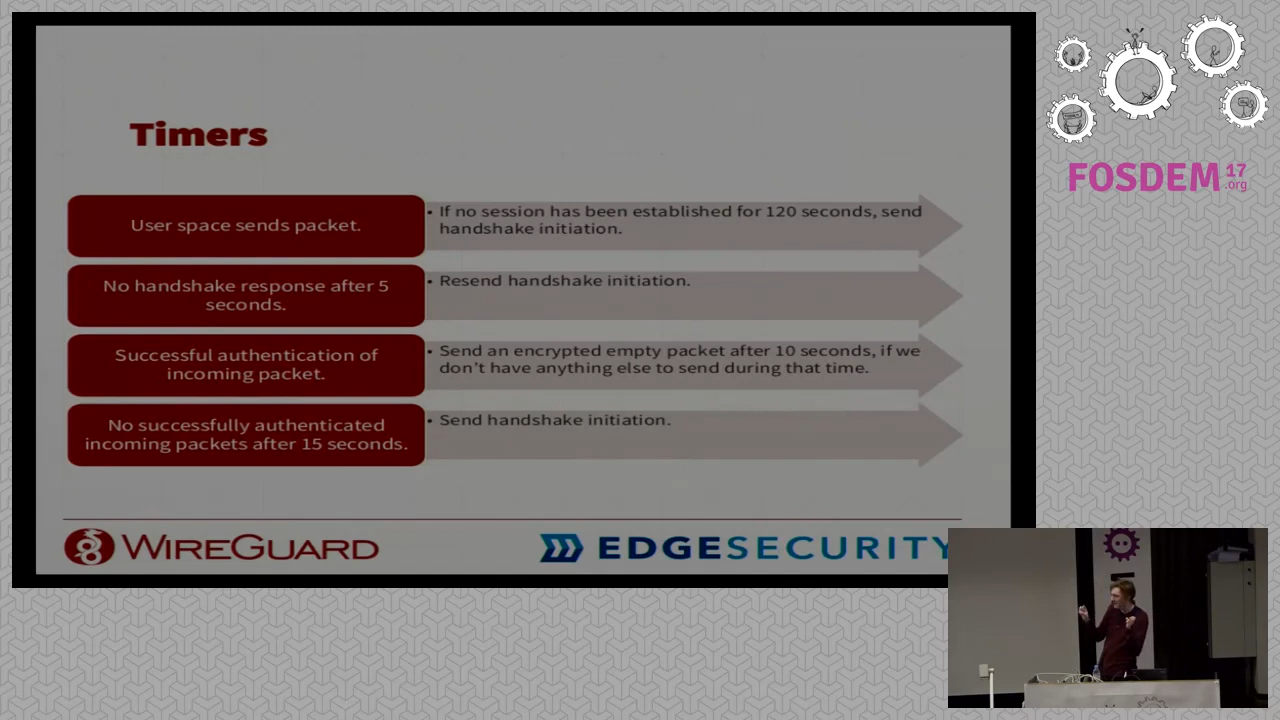 Timers
User space sends packet.
• If no session has been established for 120 seconds, send
handshake initiation.
No handshake response after 5
seconds.
• Resend handshake initiation.
Successful authentication of
incoming packet.
• Send an encrypted empty packet after 10 seconds, if we
don't have anything else to send during that time.
No successfully authenticated
incoming packets after 15 seconds.
• Send handshake initiation.
WIREGUARD
EDGESECURITY
FOSDEM 17
.org